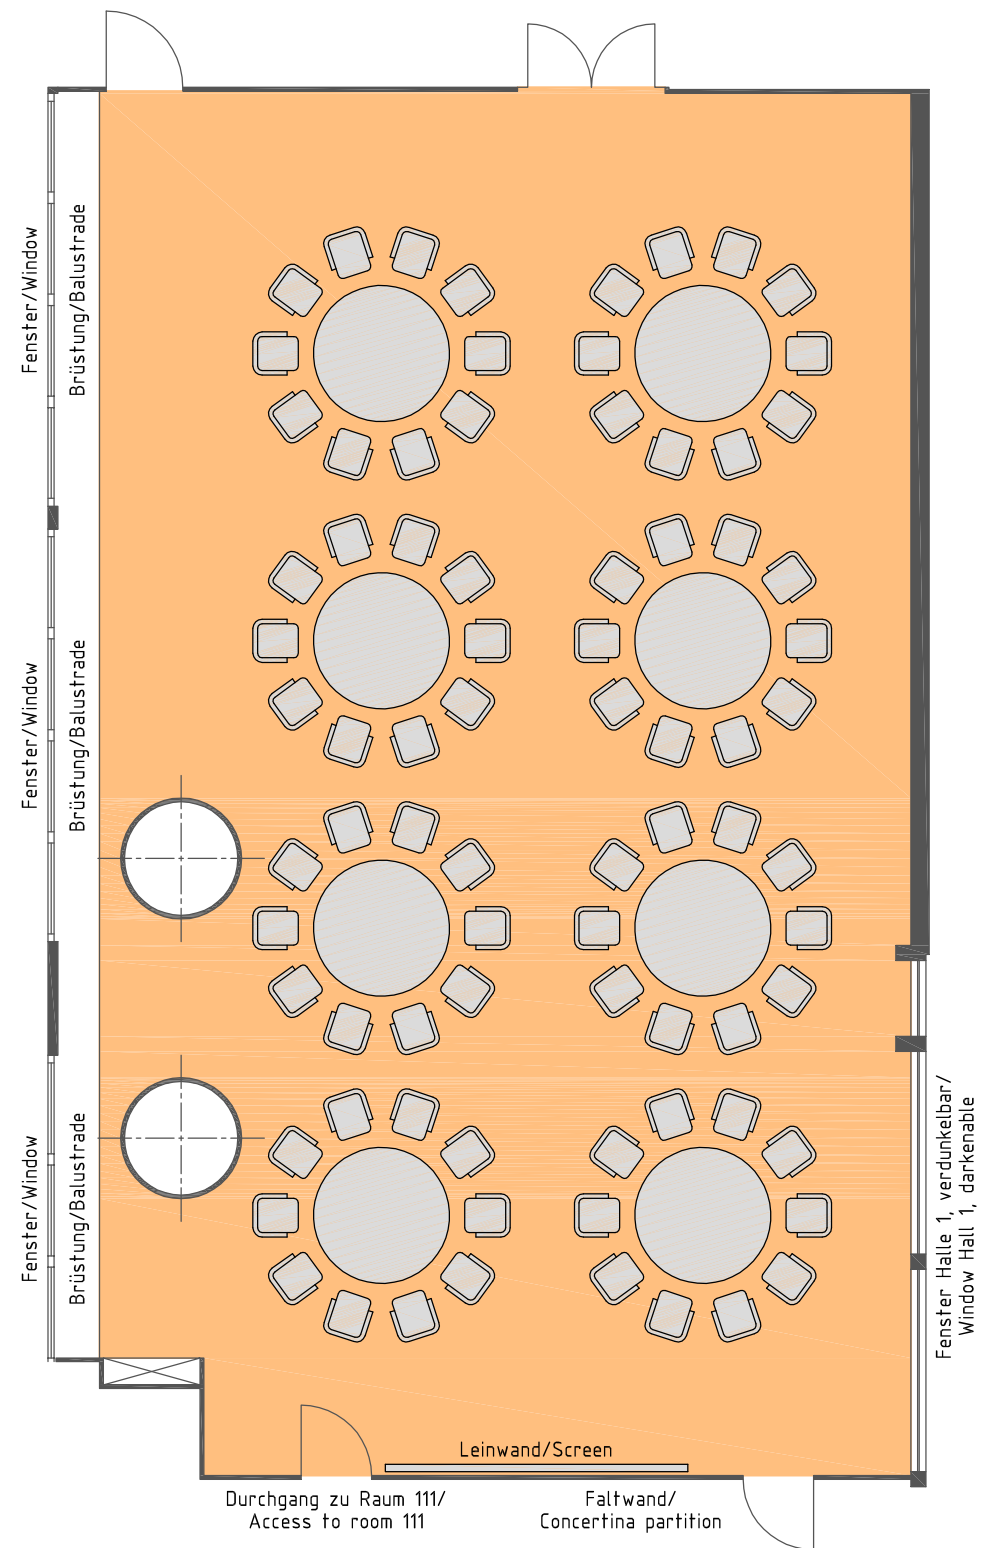 Fenster/Window
Brüstung/Balustrade
Fenster/Window
Brüstung/Balustrade
Fenster/Window
Brüstung/Balustrade
Fenster Halle 1, verdunkelbar/
Window Hall 1, darkenable
Leinwand/Screen
Durchgang zu Raum 111/
Access to room 111
Faltwand/
Concertina partition